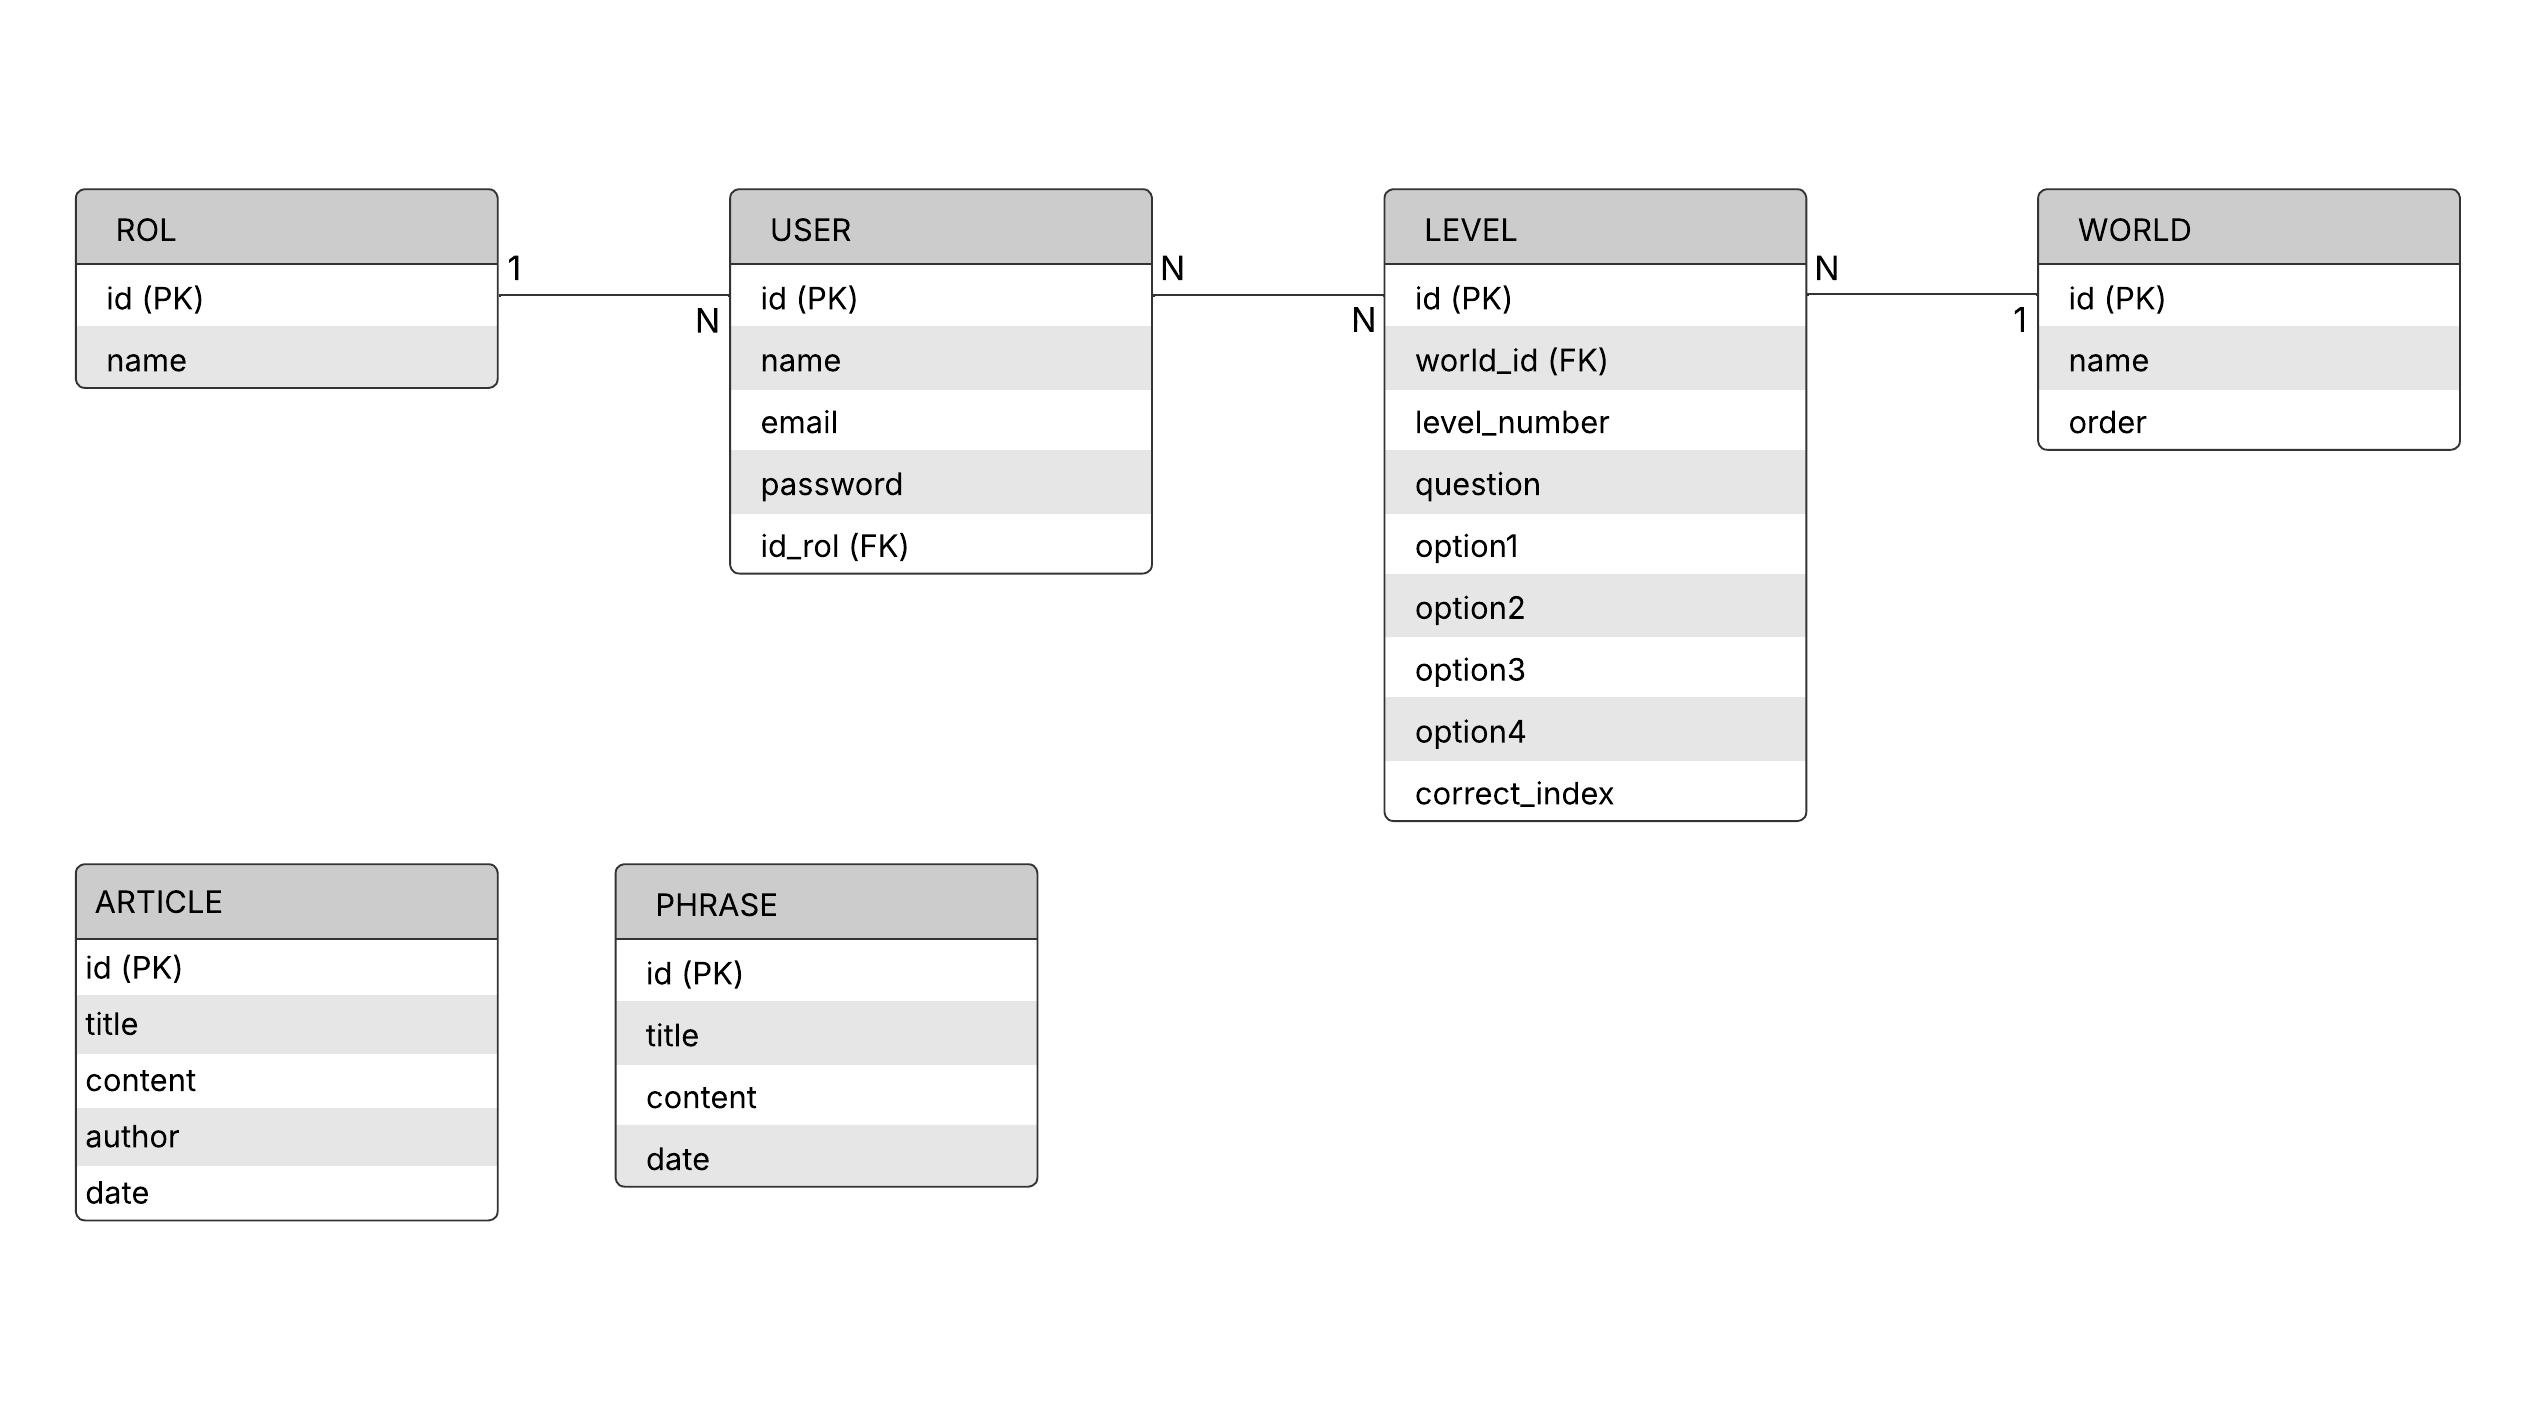 ROL
id (PK)
name
1
N
USER
id (PK)
name
email
password
id_rol (FK)
N
N
LEVEL
id (PK)
world_id (FK)
level_number
question
option1
option2
option3
option4
correct_index
N
1
WORLD
id (PK)
name
order
ARTICLE
id (PK)
title
content
author
date
PHRASE
id (PK)
title
content
date